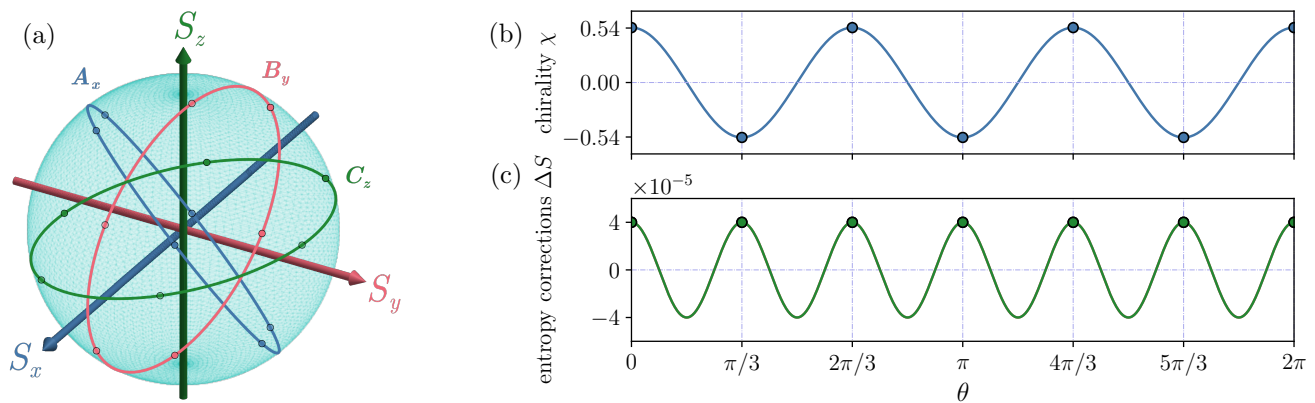 (a)
S_z
A_x
B_y
C_z
S_y
S_x
(b)
chirality χ
0.54
0.00
−0.54
(c)
entropy corrections ΔS
×10⁻⁵
4
0
−4
0
π/3
2π/3
π
4π/3
5π/3
2π
θ